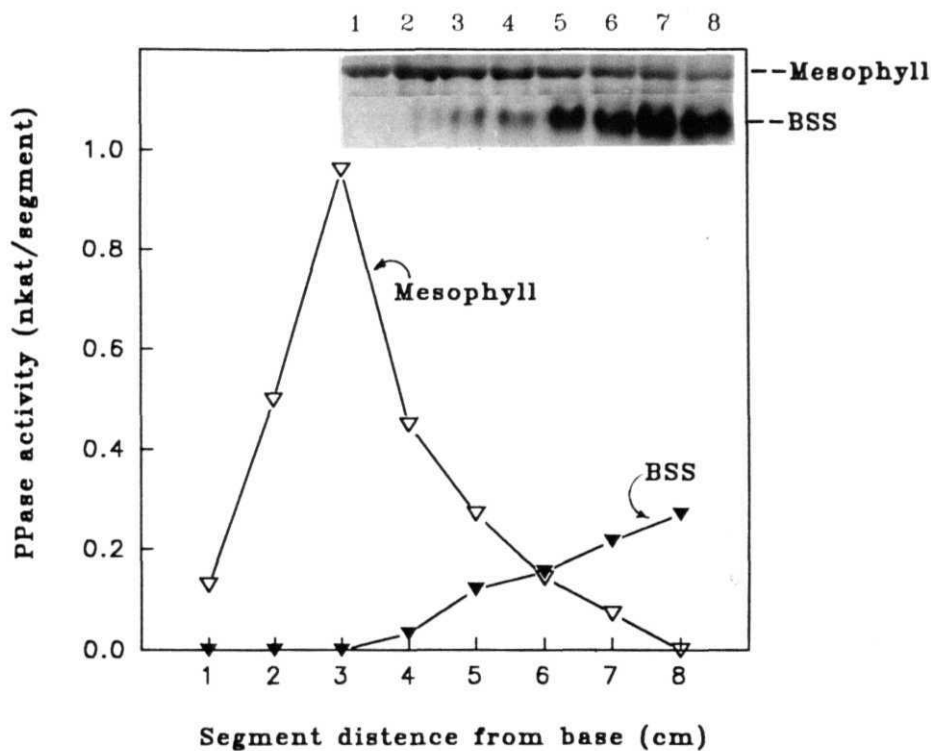 1 2 3 4 5 6 7 8
Mesophyll
BSS
PPase activity (nkat/segment)
1.0
0.8
0.6
0.4
0.2
0.0
Mesophyll
BSS
1 2 3 4 5 6 7 8
Segment distance from base (cm)